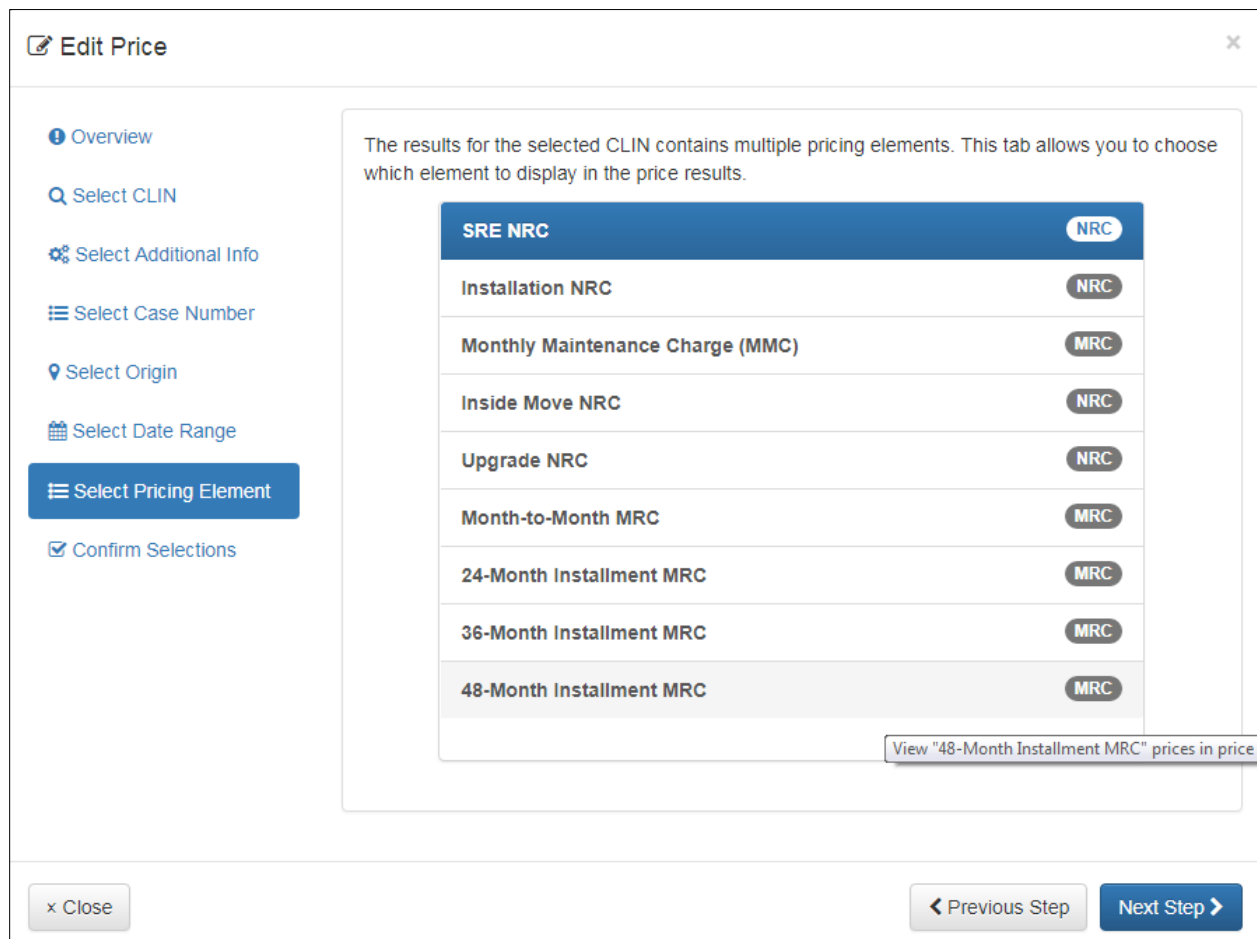 Edit Price
×
Overview
Select CLIN
Select Additional Info
Select Case Number
Select Origin
Select Date Range
Select Pricing Element
Confirm Selections
The results for the selected CLIN contains multiple pricing elements. This tab allows you to choose
which element to display in the price results.
SRE NRC NRC
Installation NRC NRC
Monthly Maintenance Charge (MMC) MRC
Inside Move NRC NRC
Upgrade NRC NRC
Month-to-Month MRC MRC
24-Month Installment MRC MRC
36-Month Installment MRC MRC
48-Month Installment MRC MRC
View "48-Month Installment MRC" prices in price
× Close
Previous Step
Next Step